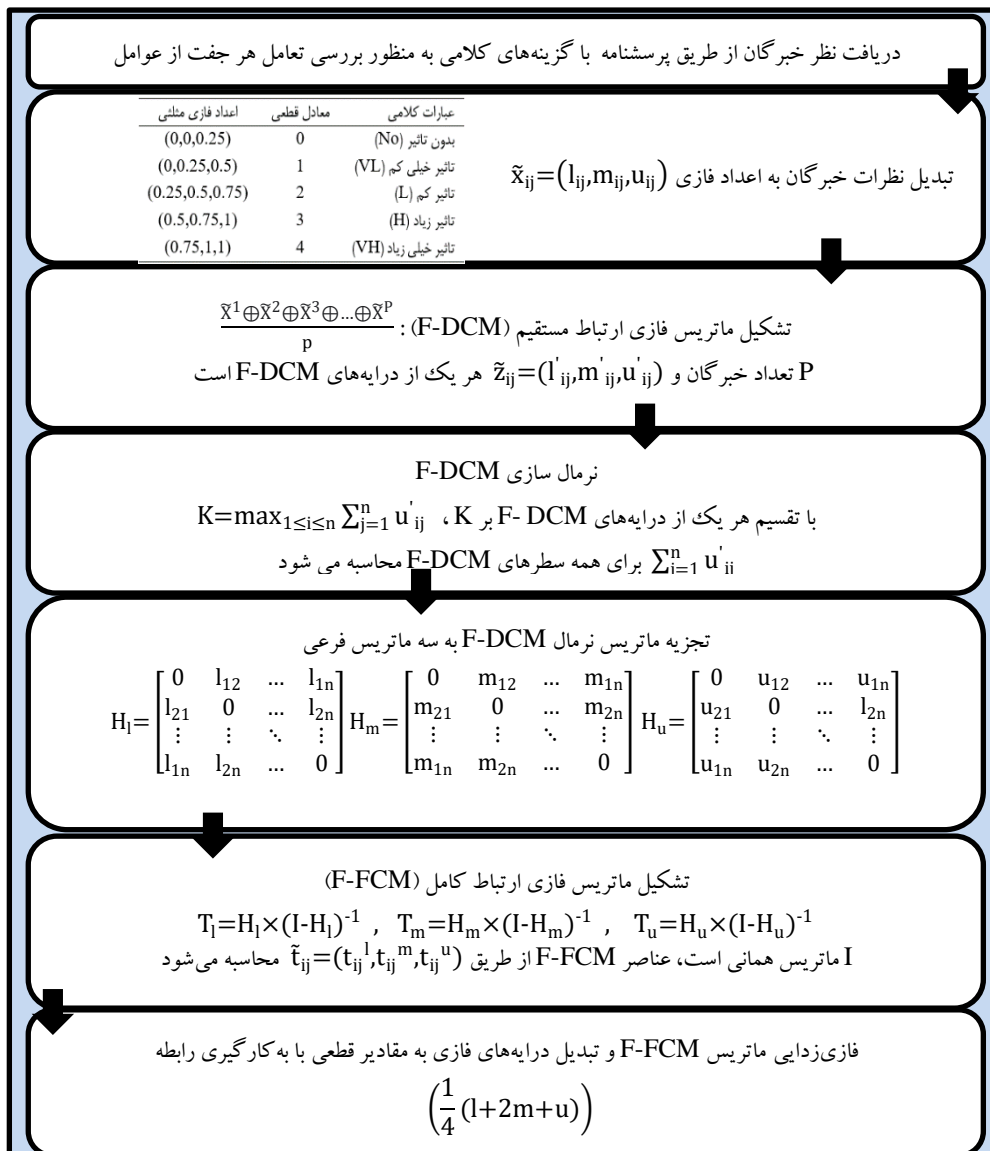 دریافت نظر خبرگان از طریق پرسشنامه با گزینه‌های کلامی به منظور بررسی تعامل هر جفت از عوامل
تبدیل نظرات خبرگان به اعداد فازی x̃ij=(lij,mij,uij)
عبارات کلامی معادل قطعی اعداد فازی مثلثی
بدون تاثیر (No) 0 (0,0,0.25)
تاثیر خیلی کم (VL) 1 (0,0.25,0.5)
تاثیر کم (L) 2 (0.25,0.5,0.75)
تاثیر زیاد (H) 3 (0.5,0.75,1)
تاثیر خیلی زیاد (VH) 4 (0.75,1,1)
تشکیل ماتریس فازی ارتباط مستقیم (F-DCM): (x̃¹⊕x̃²⊕x̃³⊕…⊕x̃ᴾ)/p
P تعداد خبرگان و z̃ij=(l'ij,m'ij,u'ij) هر یک از درایه‌های F-DCM است
نرمال سازی F-DCM
با تقسیم هر یک از درایه‌های F- DCM بر K ، K=max1≤i≤n ∑ⁿj=1 u'ij
∑ⁿj=1 u'ij برای همه سطرهای F-DCM محاسبه می شود
تجزیه ماتریس نرمال F-DCM به سه ماتریس فرعی
Hl=[0 l12 … l1n; l21 0 … l2n; ⋮ ⋮ ⋱ ⋮; l1n l2n … 0] Hm=[0 m12 … m1n; m21 0 … m2n; ⋮ ⋮ ⋱ ⋮; m1n m2n … 0] Hu=[0 u12 … u1n; u21 0 … l2n; ⋮ ⋮ ⋱ ⋮; u1n u2n … 0]
تشکیل ماتریس فازی ارتباط کامل (F-FCM)
Tl=Hl×(I-Hl)⁻¹ , Tm=Hm×(I-Hm)⁻¹ , Tu=Hu×(I-Hu)⁻¹
I ماتریس همانی است، عناصر F-FCM از طریق t̃ij=(tijˡ,tijᵐ,tijᵘ) محاسبه می‌شود
فازی‌زدایی ماتریس F-FCM و تبدیل درایه‌های فازی به مقادیر قطعی با به‌کارگیری رابطه
(1/4 (l+2m+u))